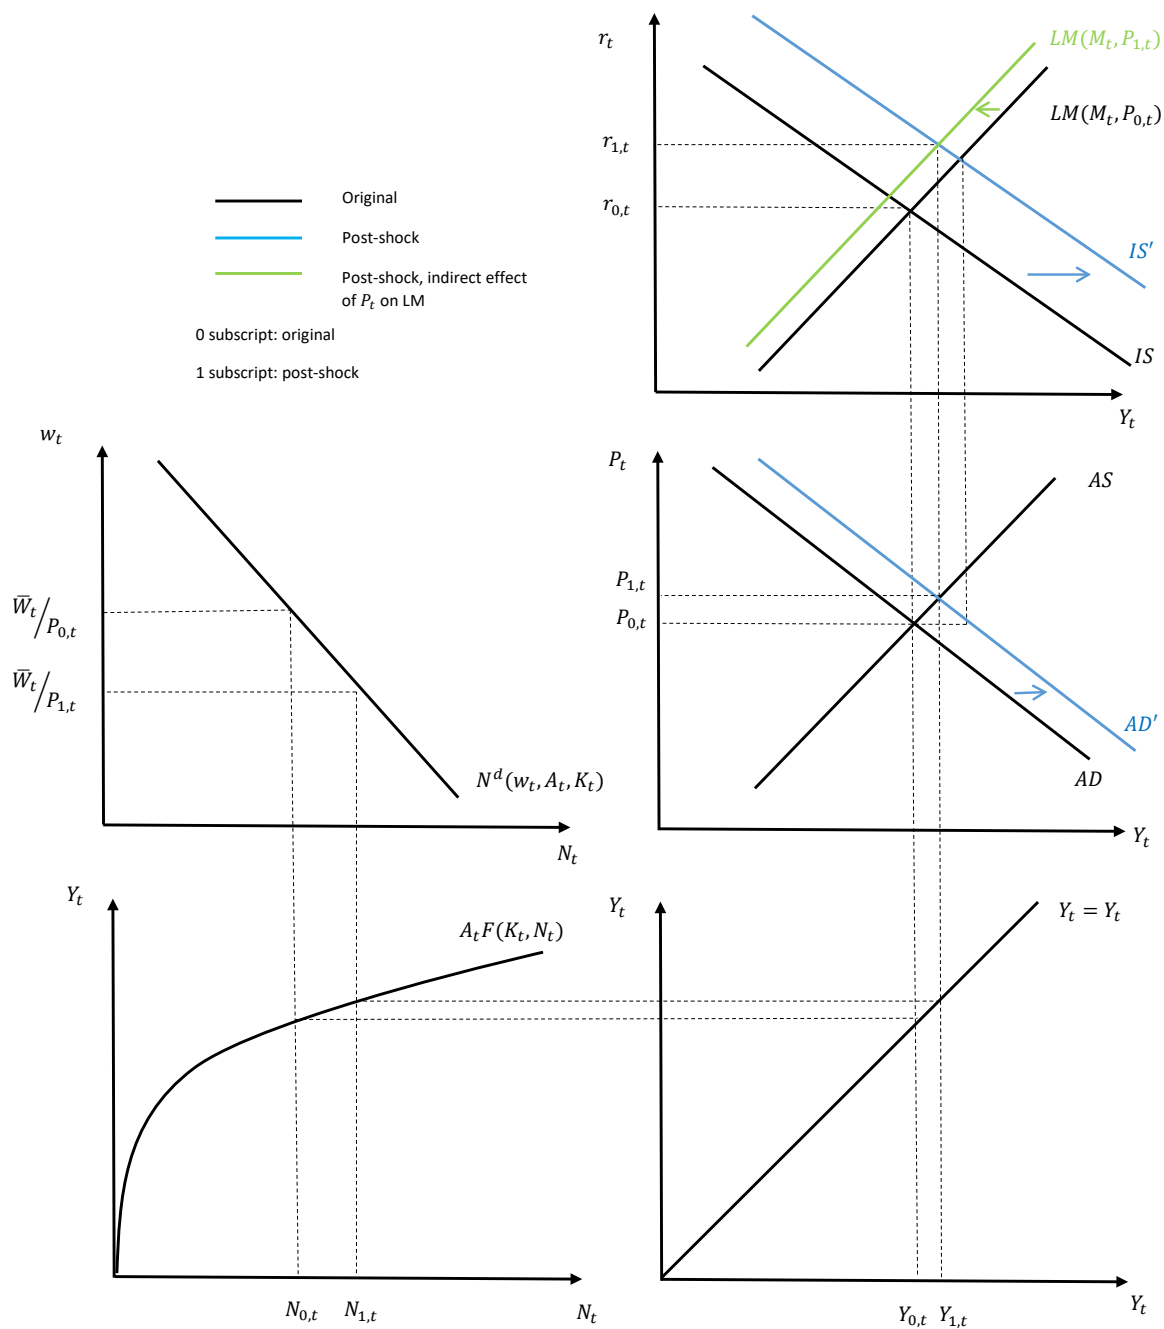 r_t
LM(M_t, P_{1,t})
LM(M_t, P_{0,t})
r_{1,t}
r_{0,t}
IS′
IS
Y_t
Original
Post-shock
Post-shock, indirect effect
of P_t on LM
0 subscript: original
1 subscript: post-shock
w_t
W̄_t/P_{0,t}
W̄_t/P_{1,t}
N^d(w_t, A_t, K_t)
N_t
P_t
AS
P_{1,t}
P_{0,t}
AD′
AD
Y_t
Y_t
A_tF(K_t, N_t)
N_{0,t}
N_{1,t}
N_t
Y_t
Y_t = Y_t
Y_{0,t}
Y_{1,t}
Y_t